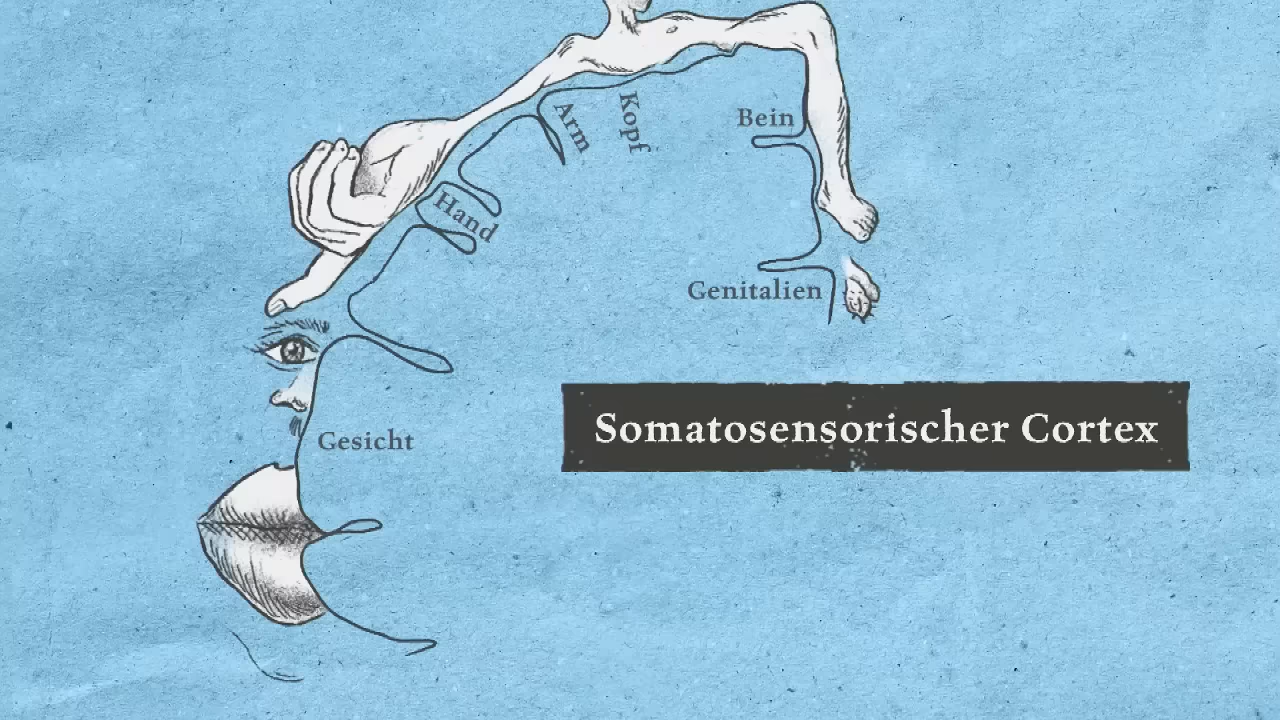 Kopf
Arm
Bein
Hand
Genitalien
Gesicht
Somatosensorischer Cortex